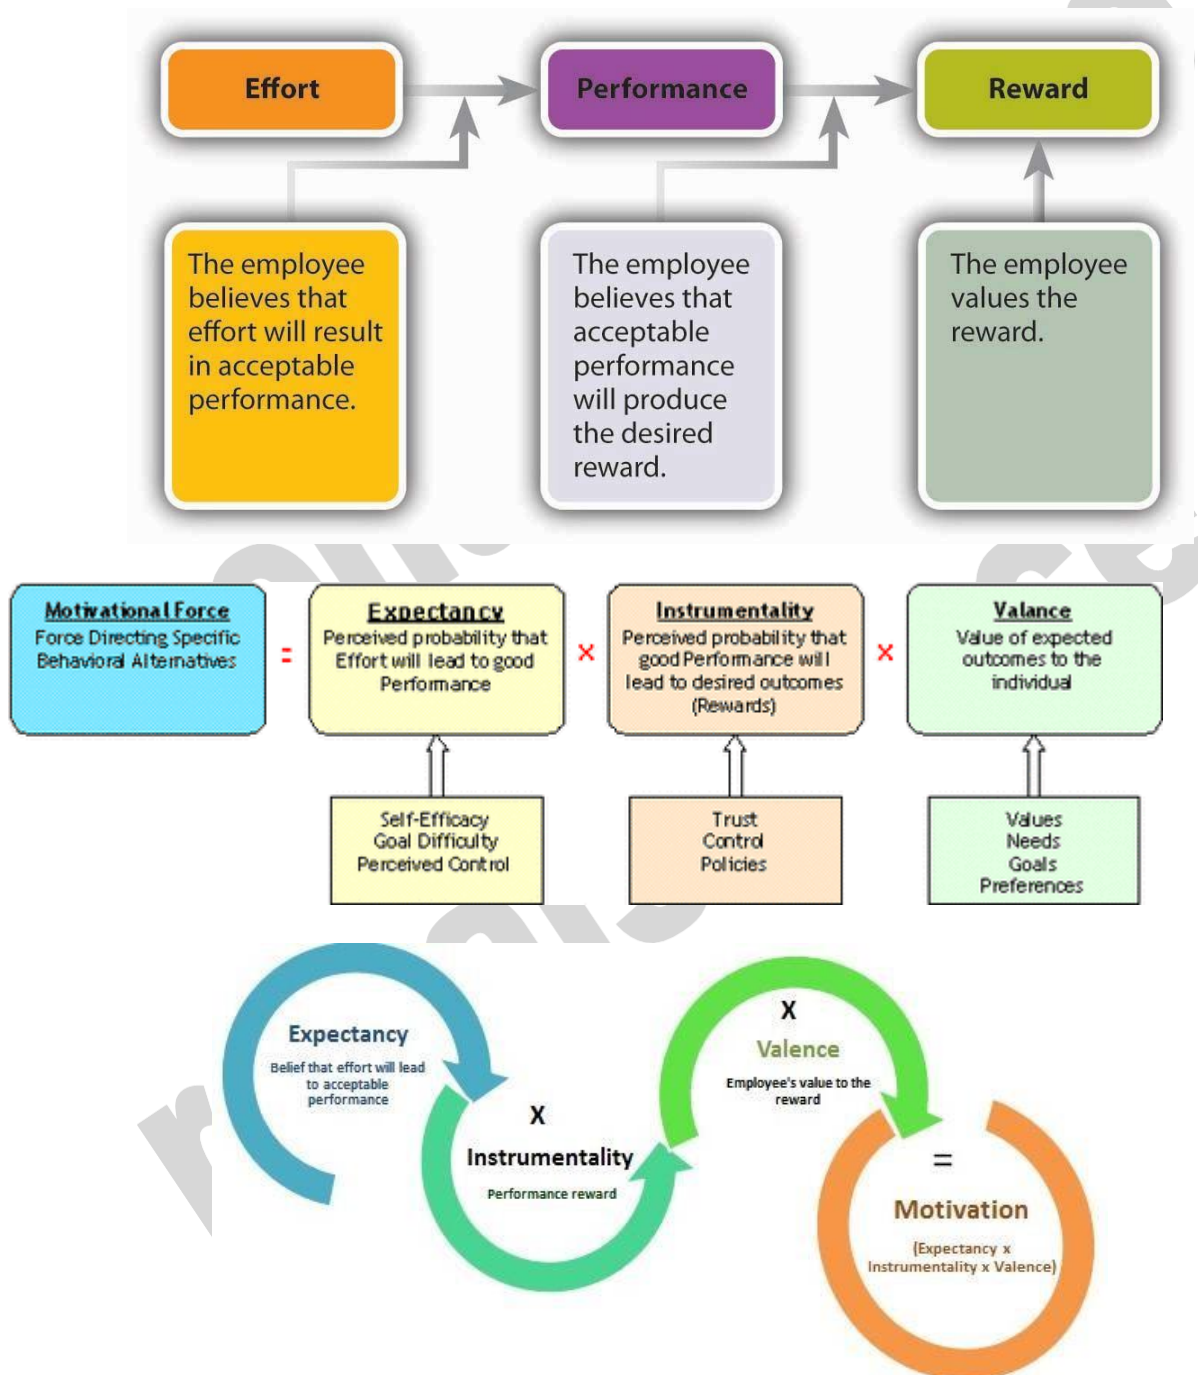 Effort
Performance
Reward
The employee
believes that
effort will result
in acceptable
performance.
The employee
believes that
acceptable
performance
will produce
the desired
reward.
The employee
values the
reward.
Motivational Force
Force Directing Specific
Behavioral Alternatives
=
Expectancy
Perceived probability that
Effort will lead to good
Performance
x
Instrumentality
Perceived probability that
good Performance will
lead to desired outcomes
(Rewards)
x
Valance
Value of expected
outcomes to the
individual
Self-Efficacy
Goal Difficulty
Perceived Control
Trust
Control
Policies
Values
Needs
Goals
Preferences
Expectancy
Belief that effort will lead
to acceptable
performance
X
Instrumentality
Performance reward
X
Valence
Employee's value to the
reward
=
Motivation
(Expectancy x
Instrumentality x Valence)